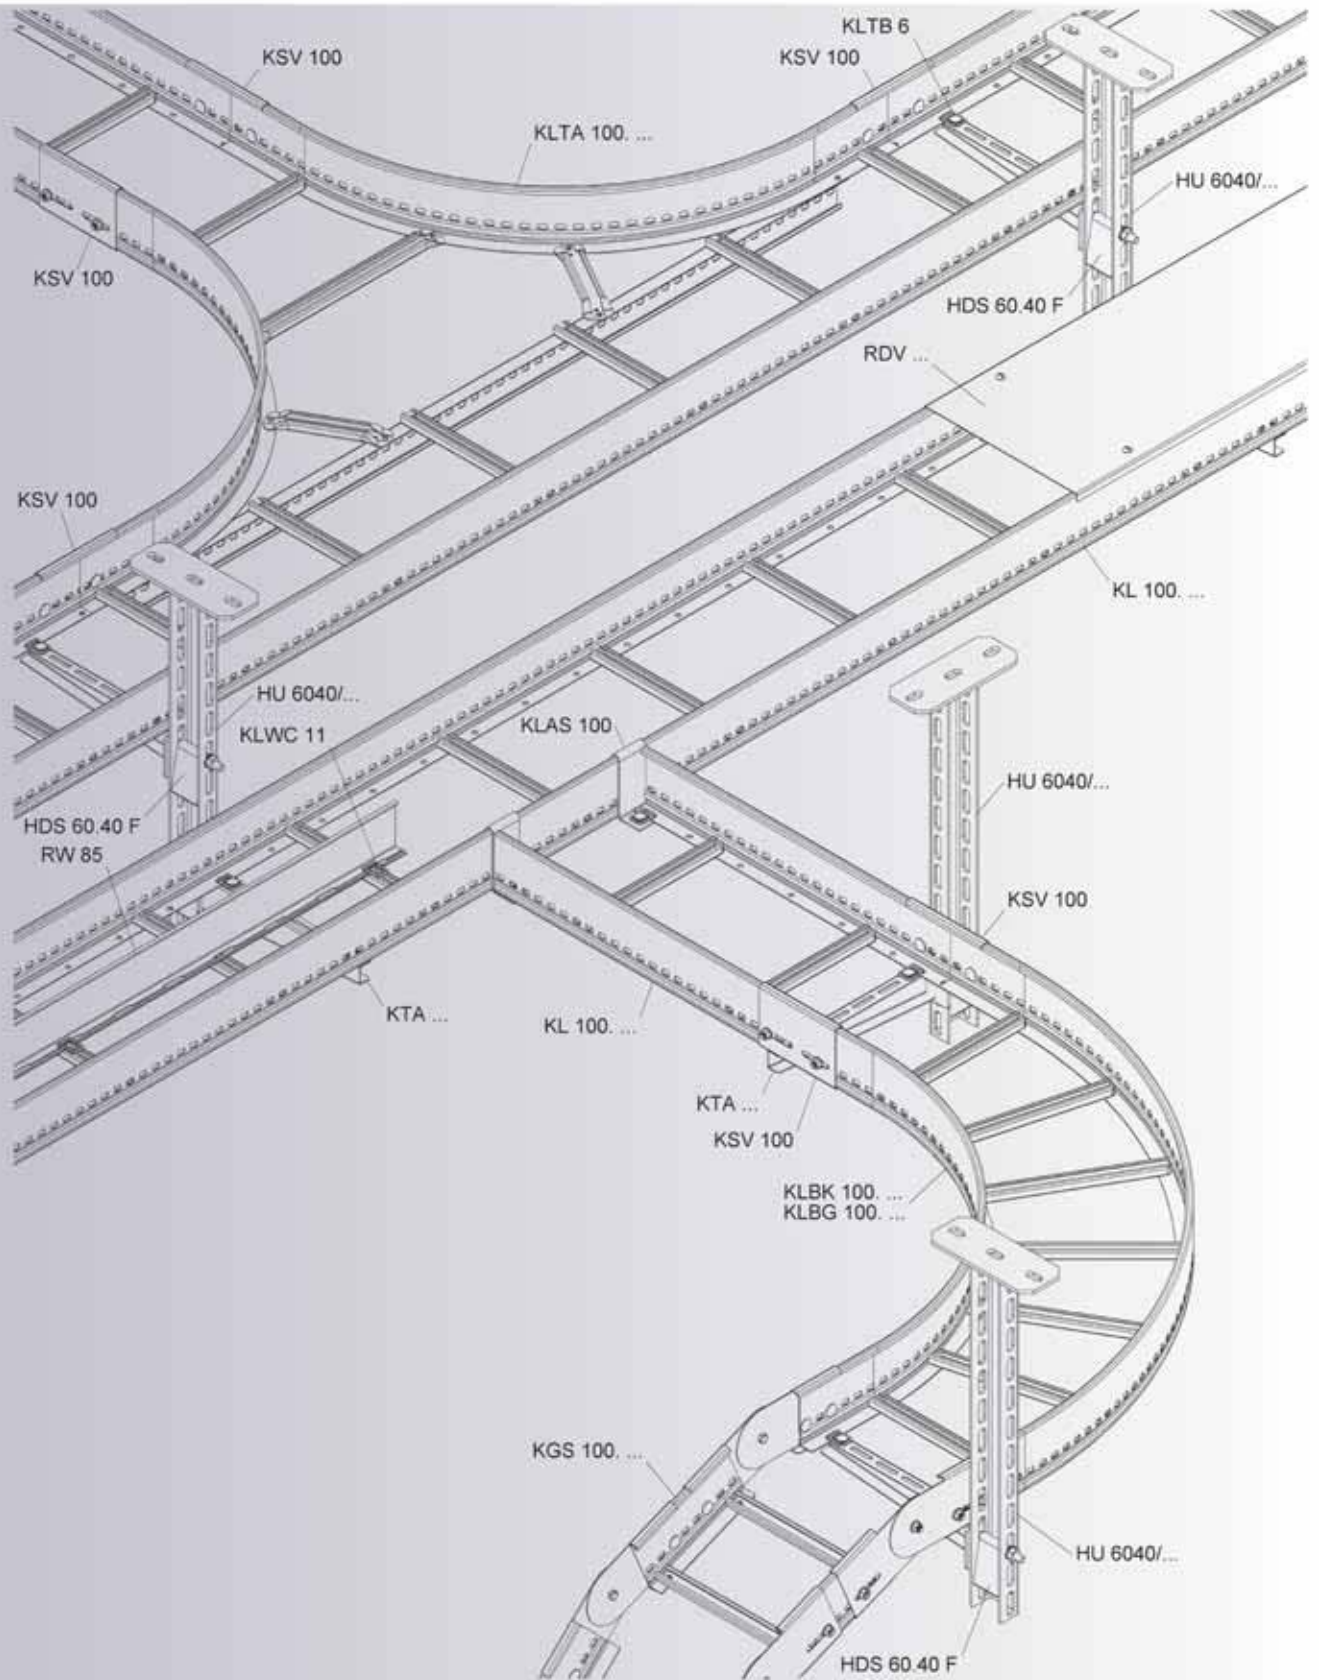 KLTB 6
KSV 100
KSV 100
KLTA 100. ...
HU 6040/...
KSV 100
HDS 60.40 F
RDV ...
KSV 100
KL 100. ...
HU 6040/...
KLAS 100
KLWC 11
HU 6040/...
HDS 60.40 F
RW 85
KSV 100
KTA ...
KL 100. ...
KTA ...
KSV 100
KLBK 100. ...
KLBG 100. ...
KGS 100. ...
HU 6040/...
HDS 60.40 F